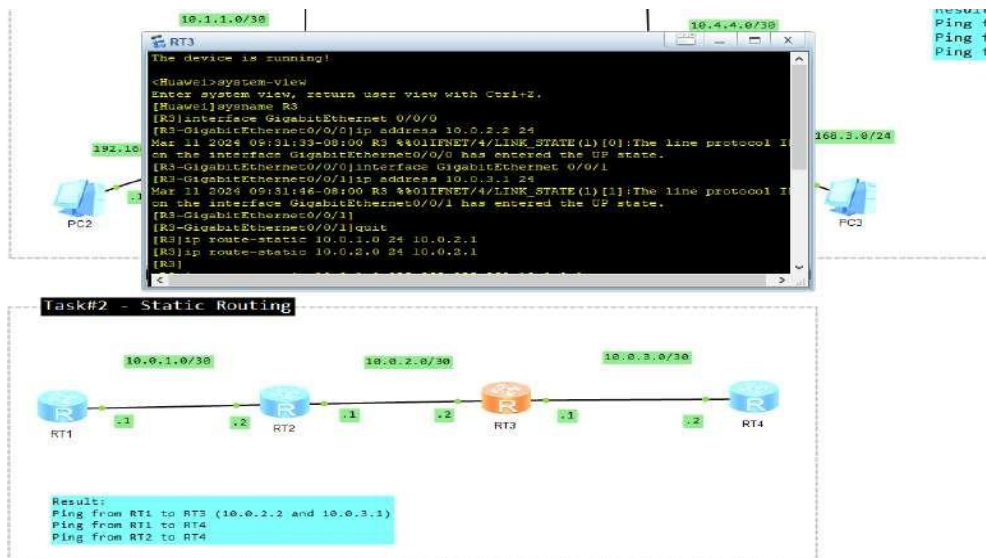 10.1.1.0/30
10.4.4.0/30
Ping
Ping
Ping
RT3
The device is running!
<Huawei>system-view
Enter system view, return user view with Ctrl+Z.
[Huawei]sysname R3
[R3]interface GigabitEthernet 0/0/0
[R3-GigabitEthernet0/0/0]ip address 10.0.2.2 24
Mar 11 2024 09:31:33-08:00 R3 %%01IFNET/4/LINK_STATE(l)[0]:The line protocol
on the interface GigabitEthernet0/0/0 has entered the UP state.
[R3-GigabitEthernet0/0/0]interface GigabitEthernet 0/0/1
[R3-GigabitEthernet0/0/1]ip address 10.0.3.1 24
Mar 11 2024 09:31:46-08:00 R3 %%01IFNET/4/LINK_STATE(l)[1]:The line protocol
on the interface GigabitEthernet0/0/1 has entered the UP state.
[R3-GigabitEthernet0/0/1]
[R3-GigabitEthernet0/0/1]quit
[R3]ip route-static 10.0.1.0 24 10.0.2.1
[R3]ip route-static 10.0.2.0 24 10.0.2.1
[R3]
192.16
168.3.0/24
PC2
PC3
Task#2 - Static Routing
10.0.1.0/30
10.0.2.0/30
10.0.3.0/30
.1
.2
.1
.2
.1
.2
RT1
RT2
RT3
RT4
Result:
Ping from RT1 to RT3 (10.0.2.2 and 10.0.3.1)
Ping from RT1 to RT4
Ping from RT2 to RT4